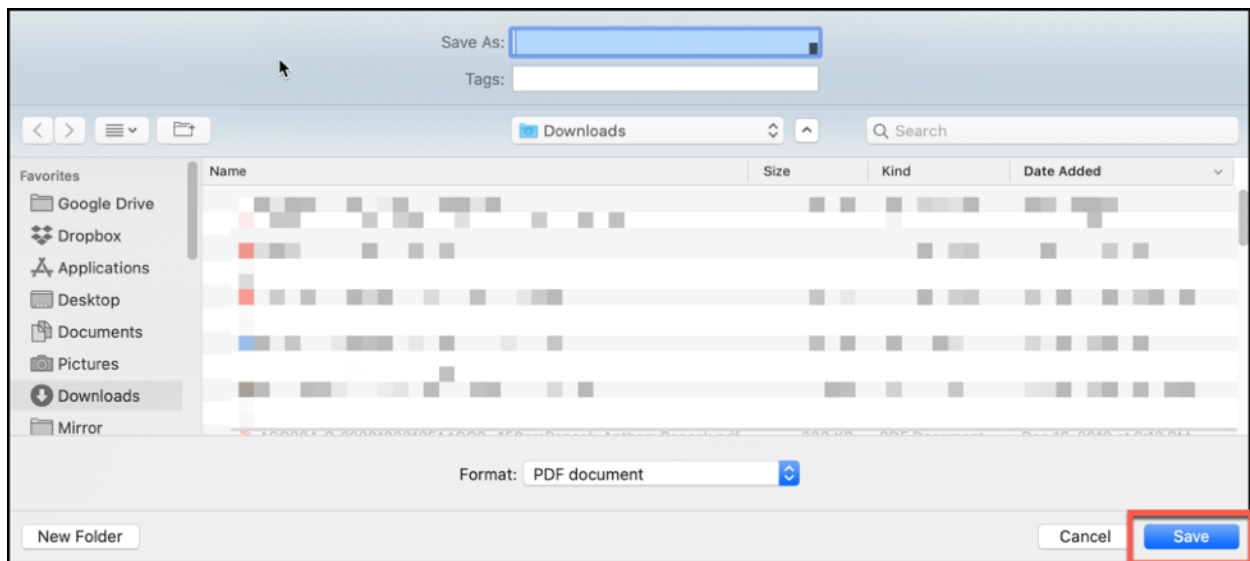 Save As:
Tags:
Downloads
Search
Favorites
Name
Size
Kind
Date Added
Google Drive
Dropbox
Applications
Desktop
Documents
Pictures
Downloads
Mirror
Format: PDF document
New Folder
Cancel
Save